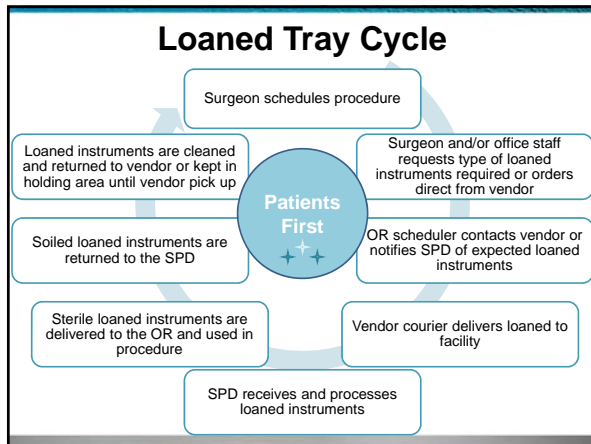 Loaned Tray Cycle
Surgeon schedules procedure
Surgeon and/or office staff
requests type of loaned
instruments required or orders
direct from vendor
OR scheduler contacts vendor or
notifies SPD of expected loaned
instruments
Vendor courier delivers loaned to
facility
SPD receives and processes
loaned instruments
Sterile loaned instruments are
delivered to the OR and used in
procedure
Soiled loaned instruments are
returned to the SPD
Loaned instruments are cleaned
and returned to vendor or kept in
holding area until vendor pick up
Patients
First